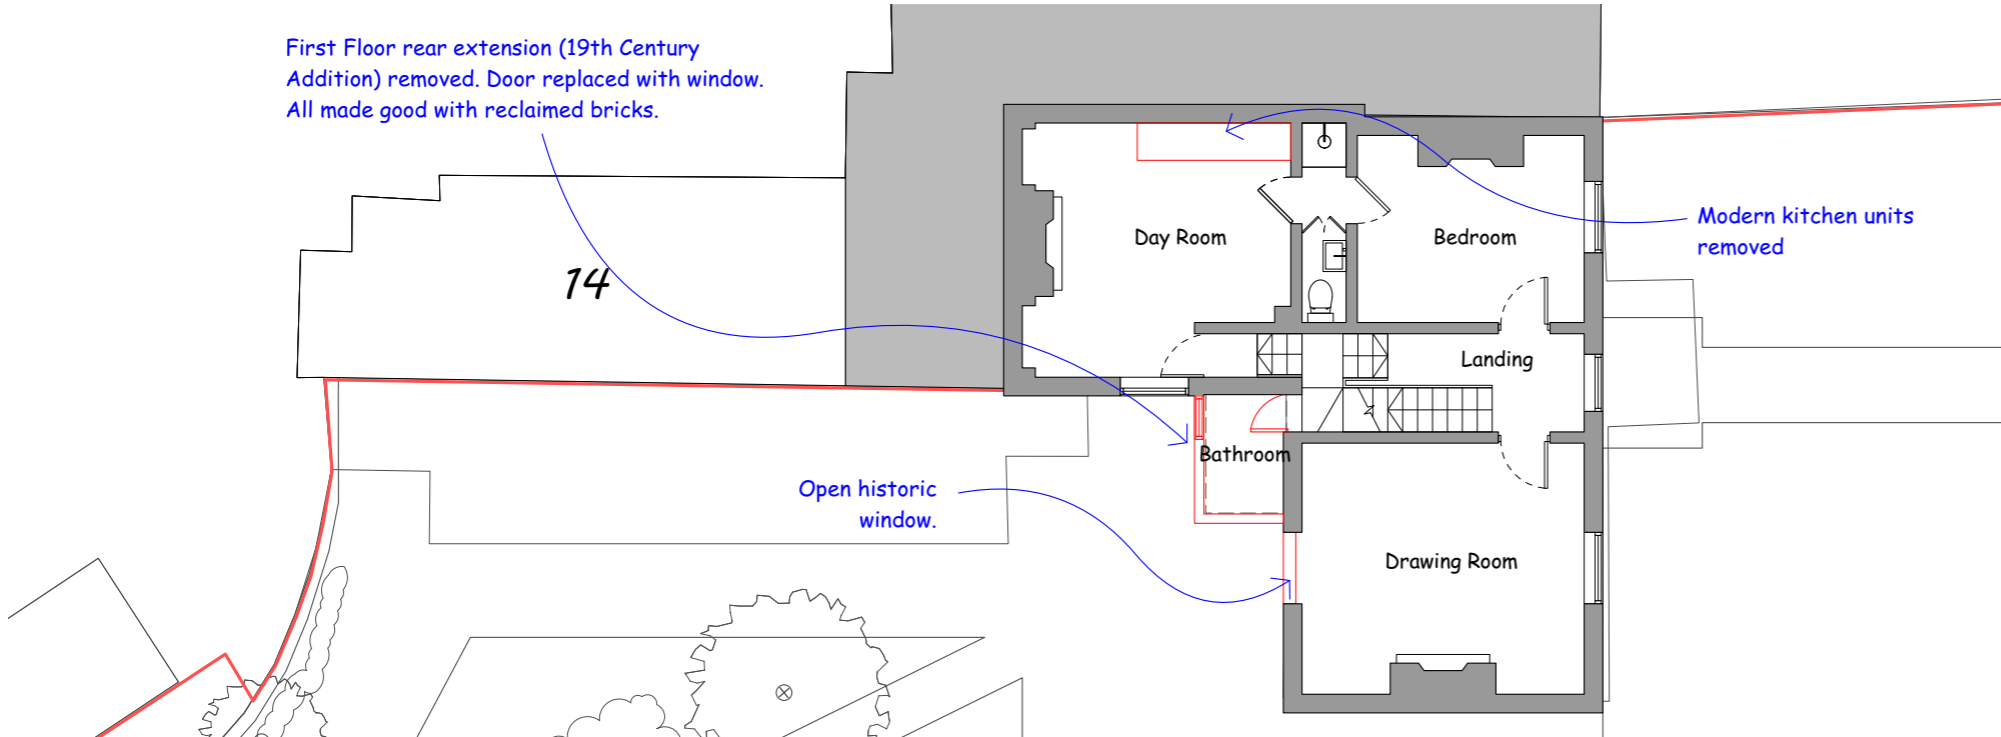 First Floor rear extension (19th Century
Addition) removed. Door replaced with window.
All made good with reclaimed bricks.
Modern kitchen units
removed
Day Room
Bedroom
14
Landing
Bathroom
Open historic
window.
Drawing Room